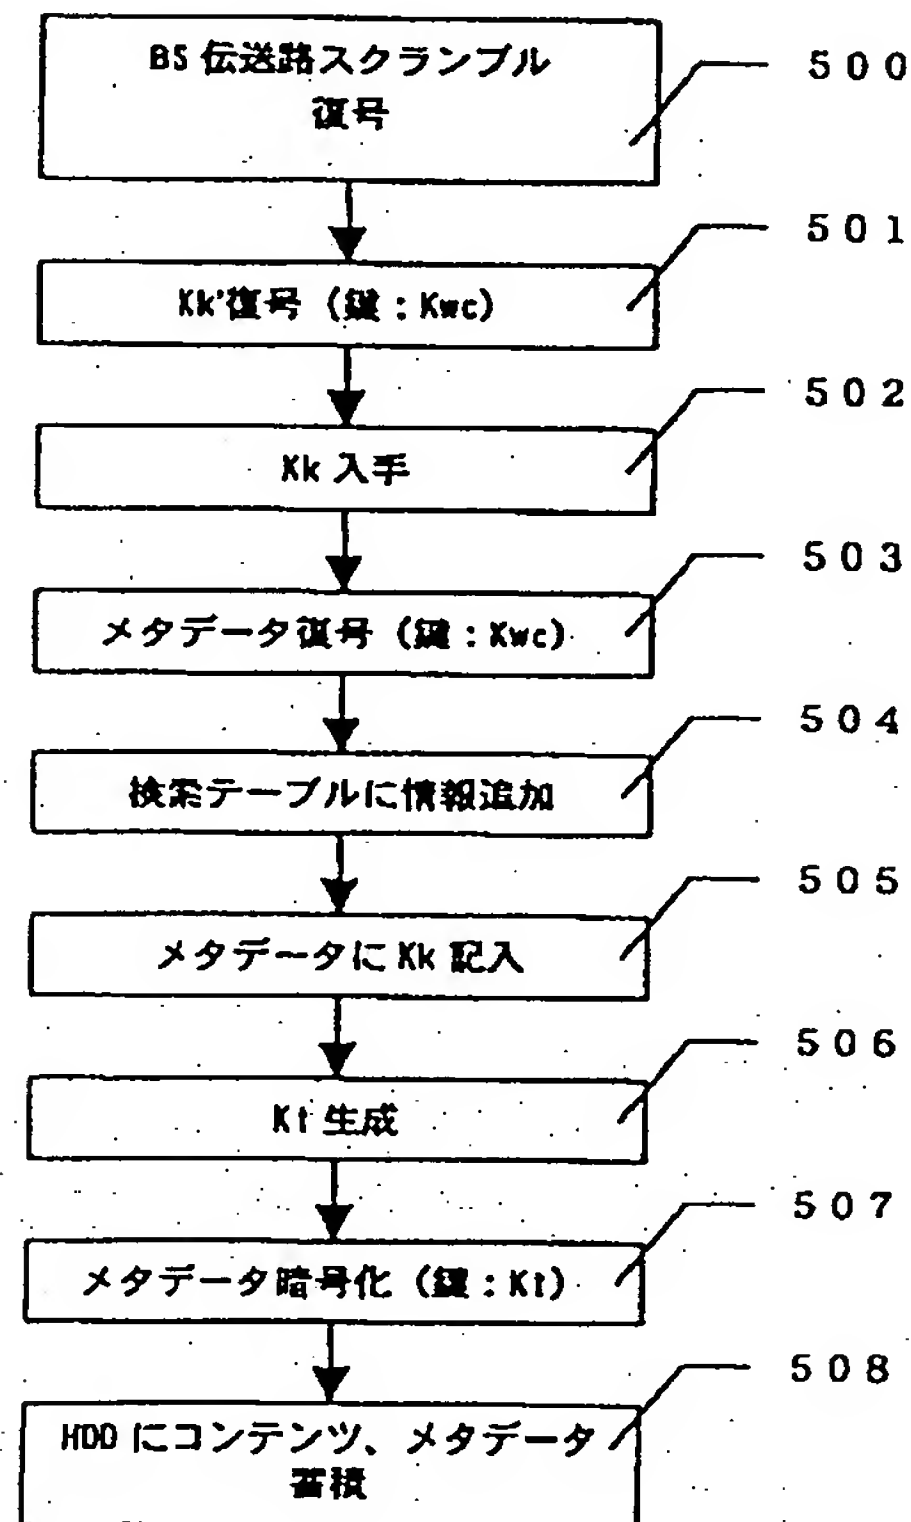 BS 伝送路スクランブル
復号
500
Kk'復号（鍵：Kwc）
501
Kk 入手
502
メタデータ復号（鍵：Kwc）
503
検索テーブルに情報追加
504
メタデータに Kk 記入
505
Kt 生成
506
メタデータ暗号化（鍵：Kt）
507
HDD にコンテンツ、メタデータ
蓄積
508